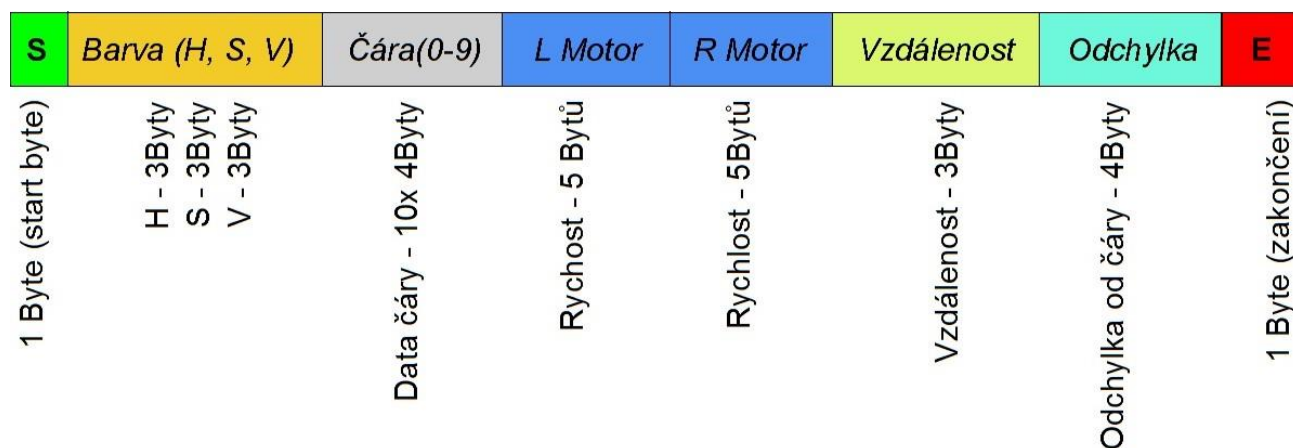 S
Barva (H, S, V)
Čára(0-9)
L Motor
R Motor
Vzdálenost
Odchylka
E
1 Byte (start byte)
H - 3Byty
S - 3Byty
V - 3Byty
Data čáry - 10x 4Byty
Rychost - 5 Bytů
Rychlost - 5Bytů
Vzdálenost - 3Byty
Odchylka od čáry - 4Byty
1 Byte (zakončení)